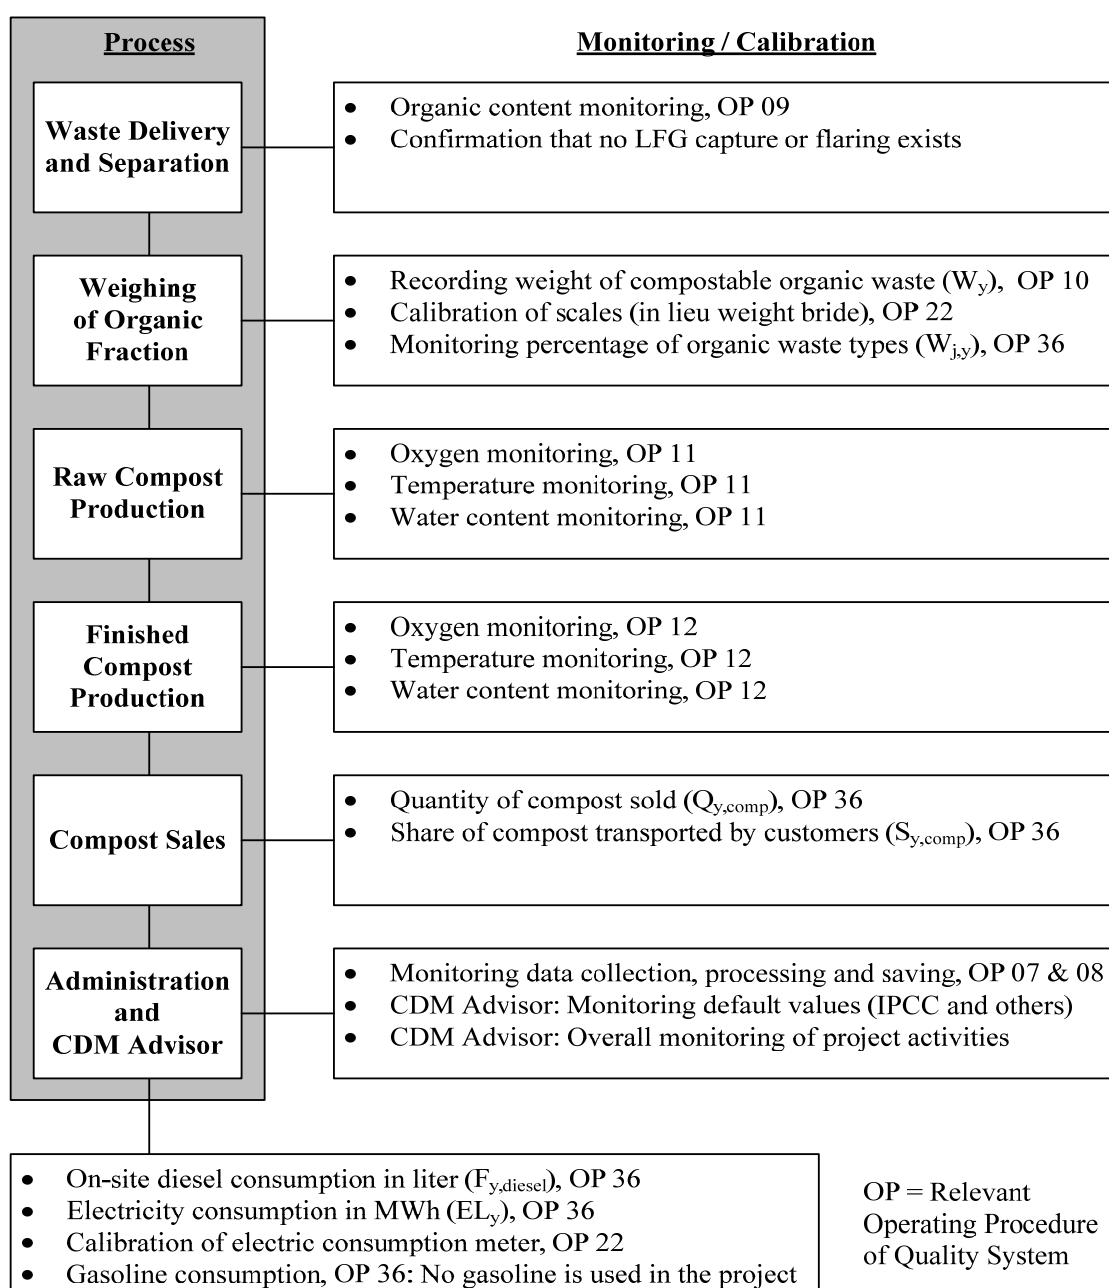 Process
Monitoring / Calibration
Waste Delivery
and Separation
• Organic content monitoring, OP 09
• Confirmation that no LFG capture or flaring exists
Weighing
of Organic
Fraction
• Recording weight of compostable organic waste (Wy), OP 10
• Calibration of scales (in lieu weight bride), OP 22
• Monitoring percentage of organic waste types (Wj,y), OP 36
Raw Compost
Production
• Oxygen monitoring, OP 11
• Temperature monitoring, OP 11
• Water content monitoring, OP 11
Finished
Compost
Production
• Oxygen monitoring, OP 12
• Temperature monitoring, OP 12
• Water content monitoring, OP 12
Compost Sales
• Quantity of compost sold (Qy,comp), OP 36
• Share of compost transported by customers (Sy,comp), OP 36
Administration
and
CDM Advisor
• Monitoring data collection, processing and saving, OP 07 & 08
• CDM Advisor: Monitoring default values (IPCC and others)
• CDM Advisor: Overall monitoring of project activities
• On-site diesel consumption in liter (Fy,diesel), OP 36
• Electricity consumption in MWh (ELy), OP 36
• Calibration of electric consumption meter, OP 22
• Gasoline consumption, OP 36: No gasoline is used in the project
OP = Relevant
Operating Procedure
of Quality System